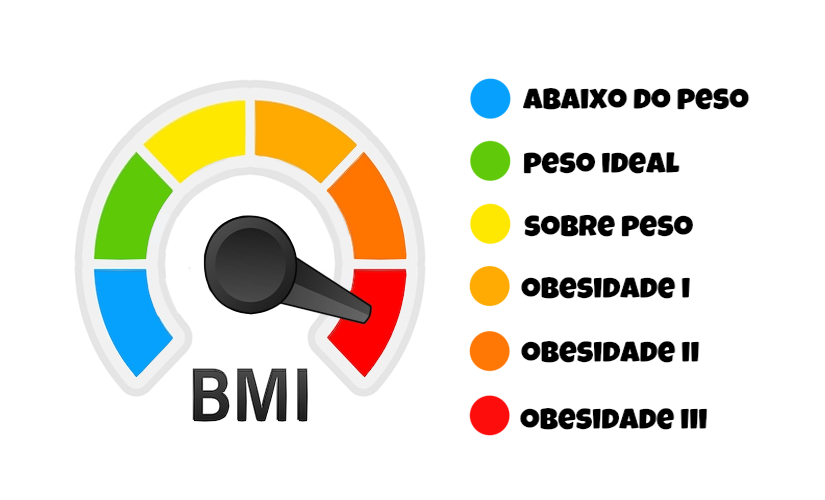 BMI
ABAIXO DO PESO
PESO IDEAL
SOBRE PESO
OBESIDADE I
OBESIDADE II
OBESIDADE III